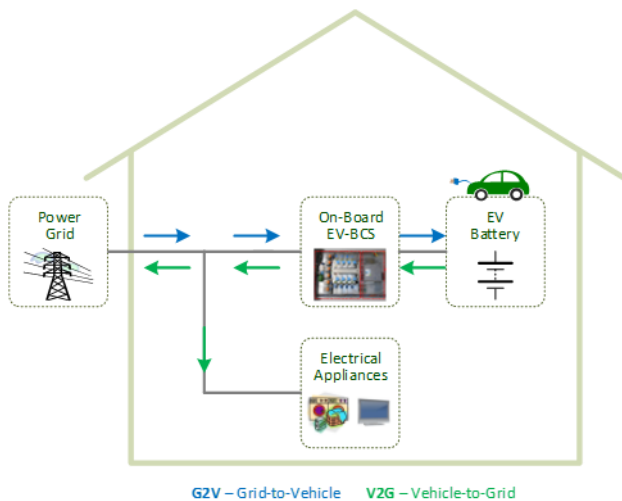 Power
Grid
On-Board
EV-BCS
EV
Battery
Electrical
Appliances
G2V – Grid-to-Vehicle V2G – Vehicle-to-Grid